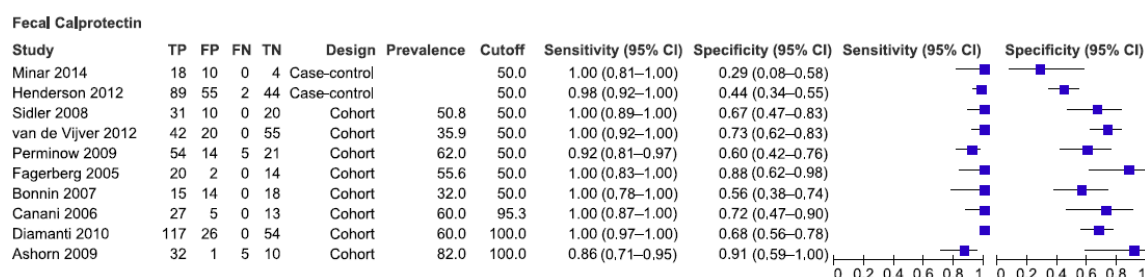 Fecal Calprotectin
Study TP FP FN TN Design Prevalence Cutoff Sensitivity (95% CI) Specificity (95% CI) Sensitivity (95% CI) Specificity (95% CI)
Minar 2014 18 10 0 4 Case-control 50.0 1.00 (0.81–1.00) 0.29 (0.08–0.58)
Henderson 2012 89 55 2 44 Case-control 50.0 0.98 (0.92–1.00) 0.44 (0.34–0.55)
Sidler 2008 31 10 0 20 Cohort 50.8 50.0 1.00 (0.89–1.00) 0.67 (0.47–0.83)
van de Vijver 2012 42 20 0 55 Cohort 35.9 50.0 1.00 (0.92–1.00) 0.73 (0.62–0.83)
Perminow 2009 54 14 5 21 Cohort 62.0 50.0 0.92 (0.81–0.97) 0.60 (0.42–0.76)
Fagerberg 2005 20 2 0 14 Cohort 55.6 50.0 1.00 (0.83–1.00) 0.88 (0.62–0.98)
Bonnin 2007 15 14 0 18 Cohort 32.0 50.0 1.00 (0.78–1.00) 0.56 (0.38–0.74)
Canani 2006 27 5 0 13 Cohort 60.0 95.3 1.00 (0.87–1.00) 0.72 (0.47–0.90)
Diamanti 2010 117 26 0 54 Cohort 60.0 100.0 1.00 (0.97–1.00) 0.68 (0.56–0.78)
Ashorn 2009 32 1 5 10 Cohort 82.0 100.0 0.86 (0.71–0.95) 0.91 (0.59–1.00)
0 0.2 0.4 0.6 0.8 1 0 0.2 0.4 0.6 0.8 1